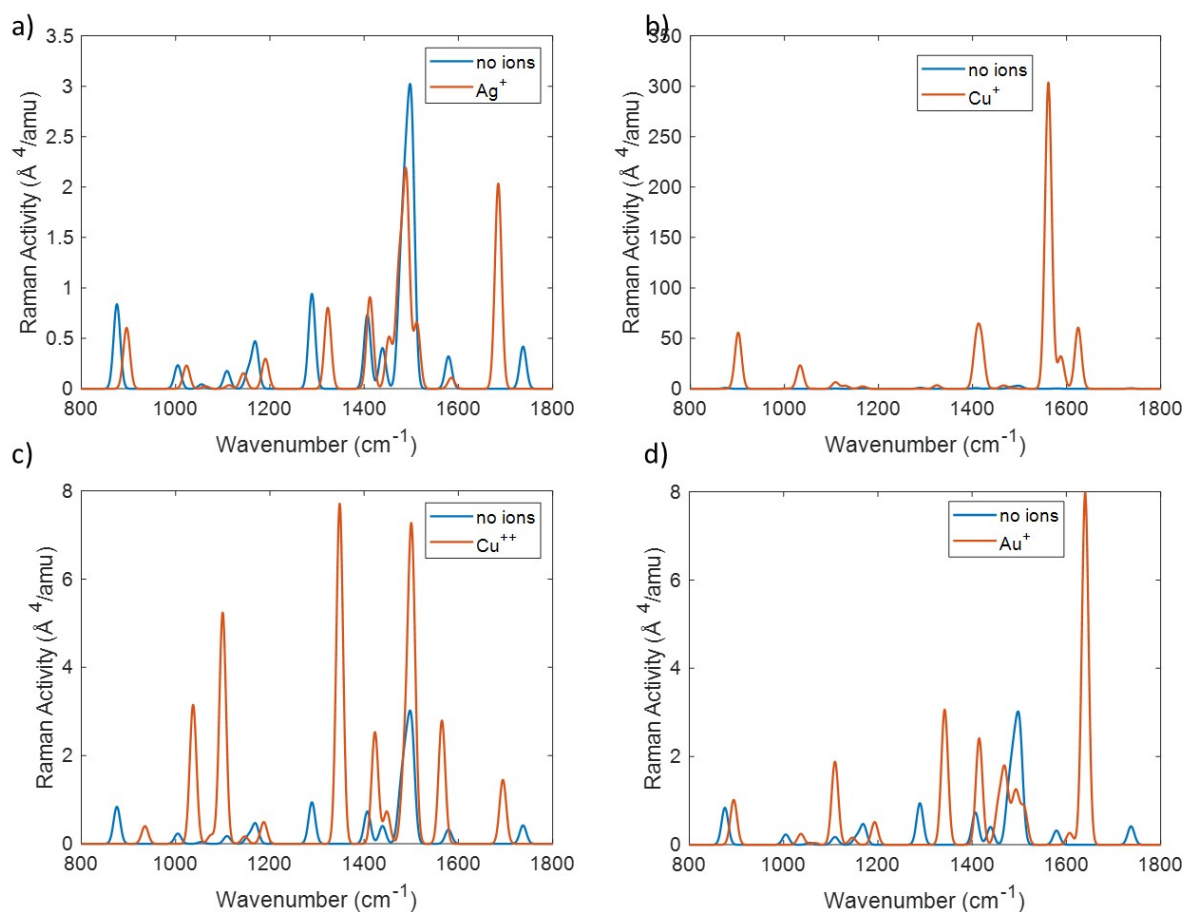 a)
3.5
3
2.5
2
1.5
1
0.5
0
Raman Activity (Å ⁴/amu)
no ions
Ag⁺
800 1000 1200 1400 1600 1800
Wavenumber (cm⁻¹)
b)
350
300
250
200
150
100
50
0
Raman Activity (Å ⁴/amu)
no ions
Cu⁺
800 1000 1200 1400 1600 1800
Wavenumber (cm⁻¹)
c)
8
6
4
2
0
Raman Activity (Å ⁴/amu)
no ions
Cu⁺⁺
800 1000 1200 1400 1600 1800
Wavenumber (cm⁻¹)
d)
8
6
4
2
0
Raman Activity (Å ⁴/amu)
no ions
Au⁺
800 1000 1200 1400 1600 1800
Wavenumber (cm⁻¹)